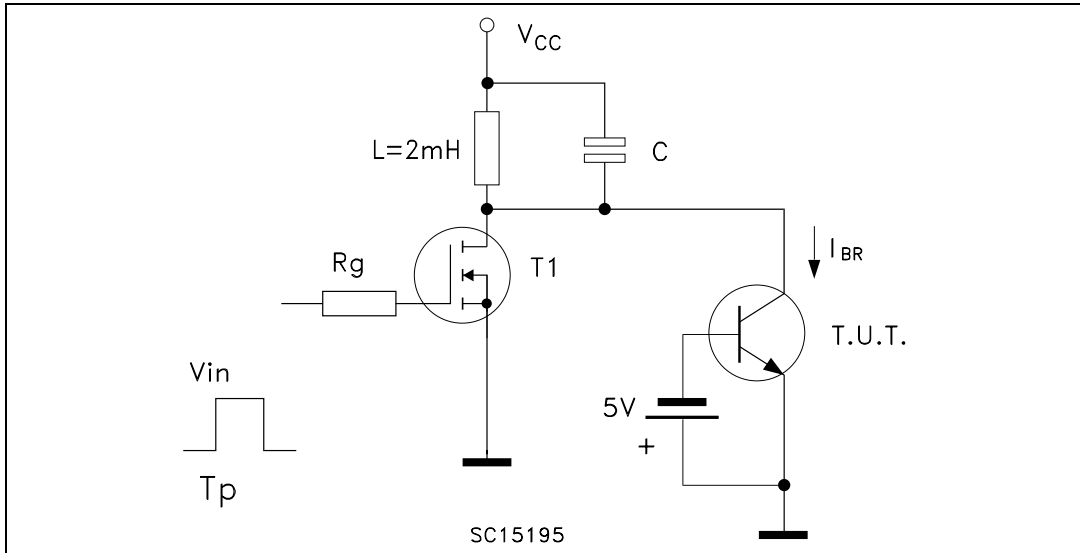 VCC
L=2mH
C
Rg
T1
IBR
T.U.T.
Vin
5V
+
Tp
SC15195